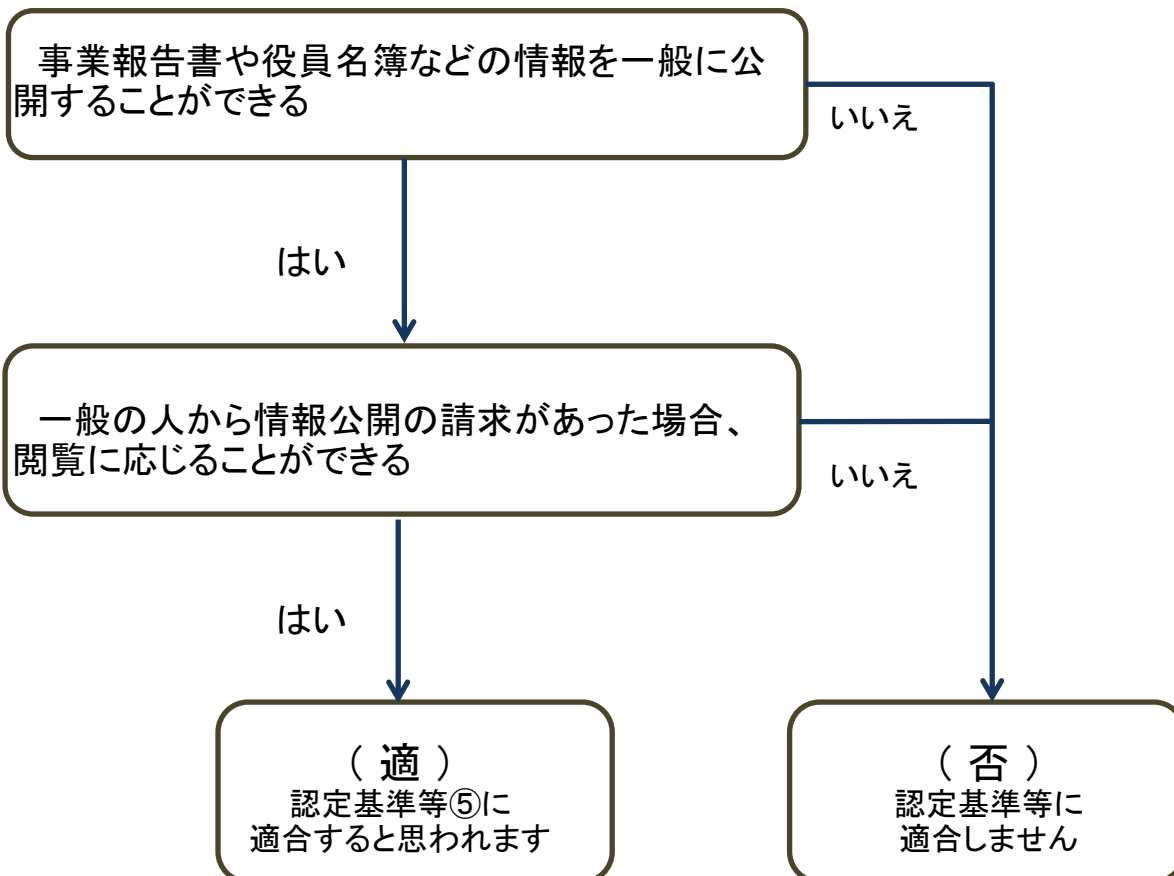 事業報告書や役員名簿などの情報を一般に公
開することができる
いいえ
はい
一般の人から情報公開の請求があった場合、
閲覧に応じることができる
いいえ
はい
（ 適 ）
認定基準等⑤に
適合すると思われます
（ 否 ）
認定基準等に
適合しません